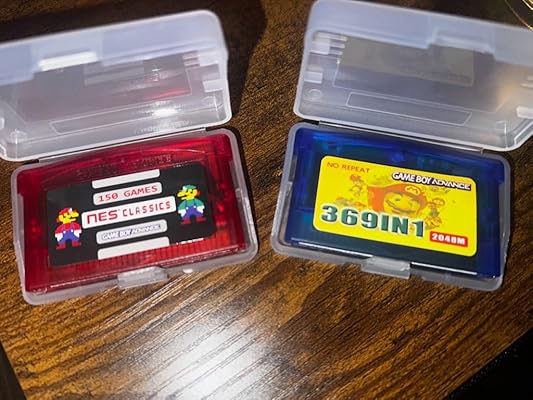 150 GAMES
NES CLASSICS
GAME BOY ADVANCE
NO REPEAT
GAME BOY ADVANCE
369IN1
2048M